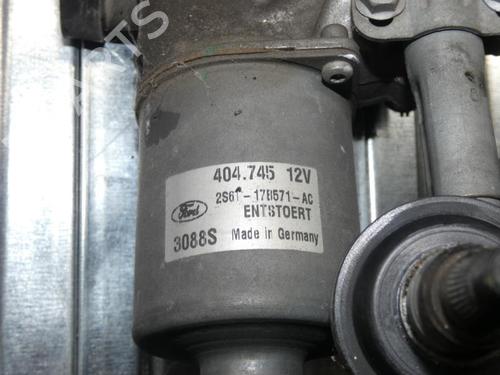 404.745 12V
2S61-17B571-AC
Ford
ENTSTOERT
3088S Made in Germany